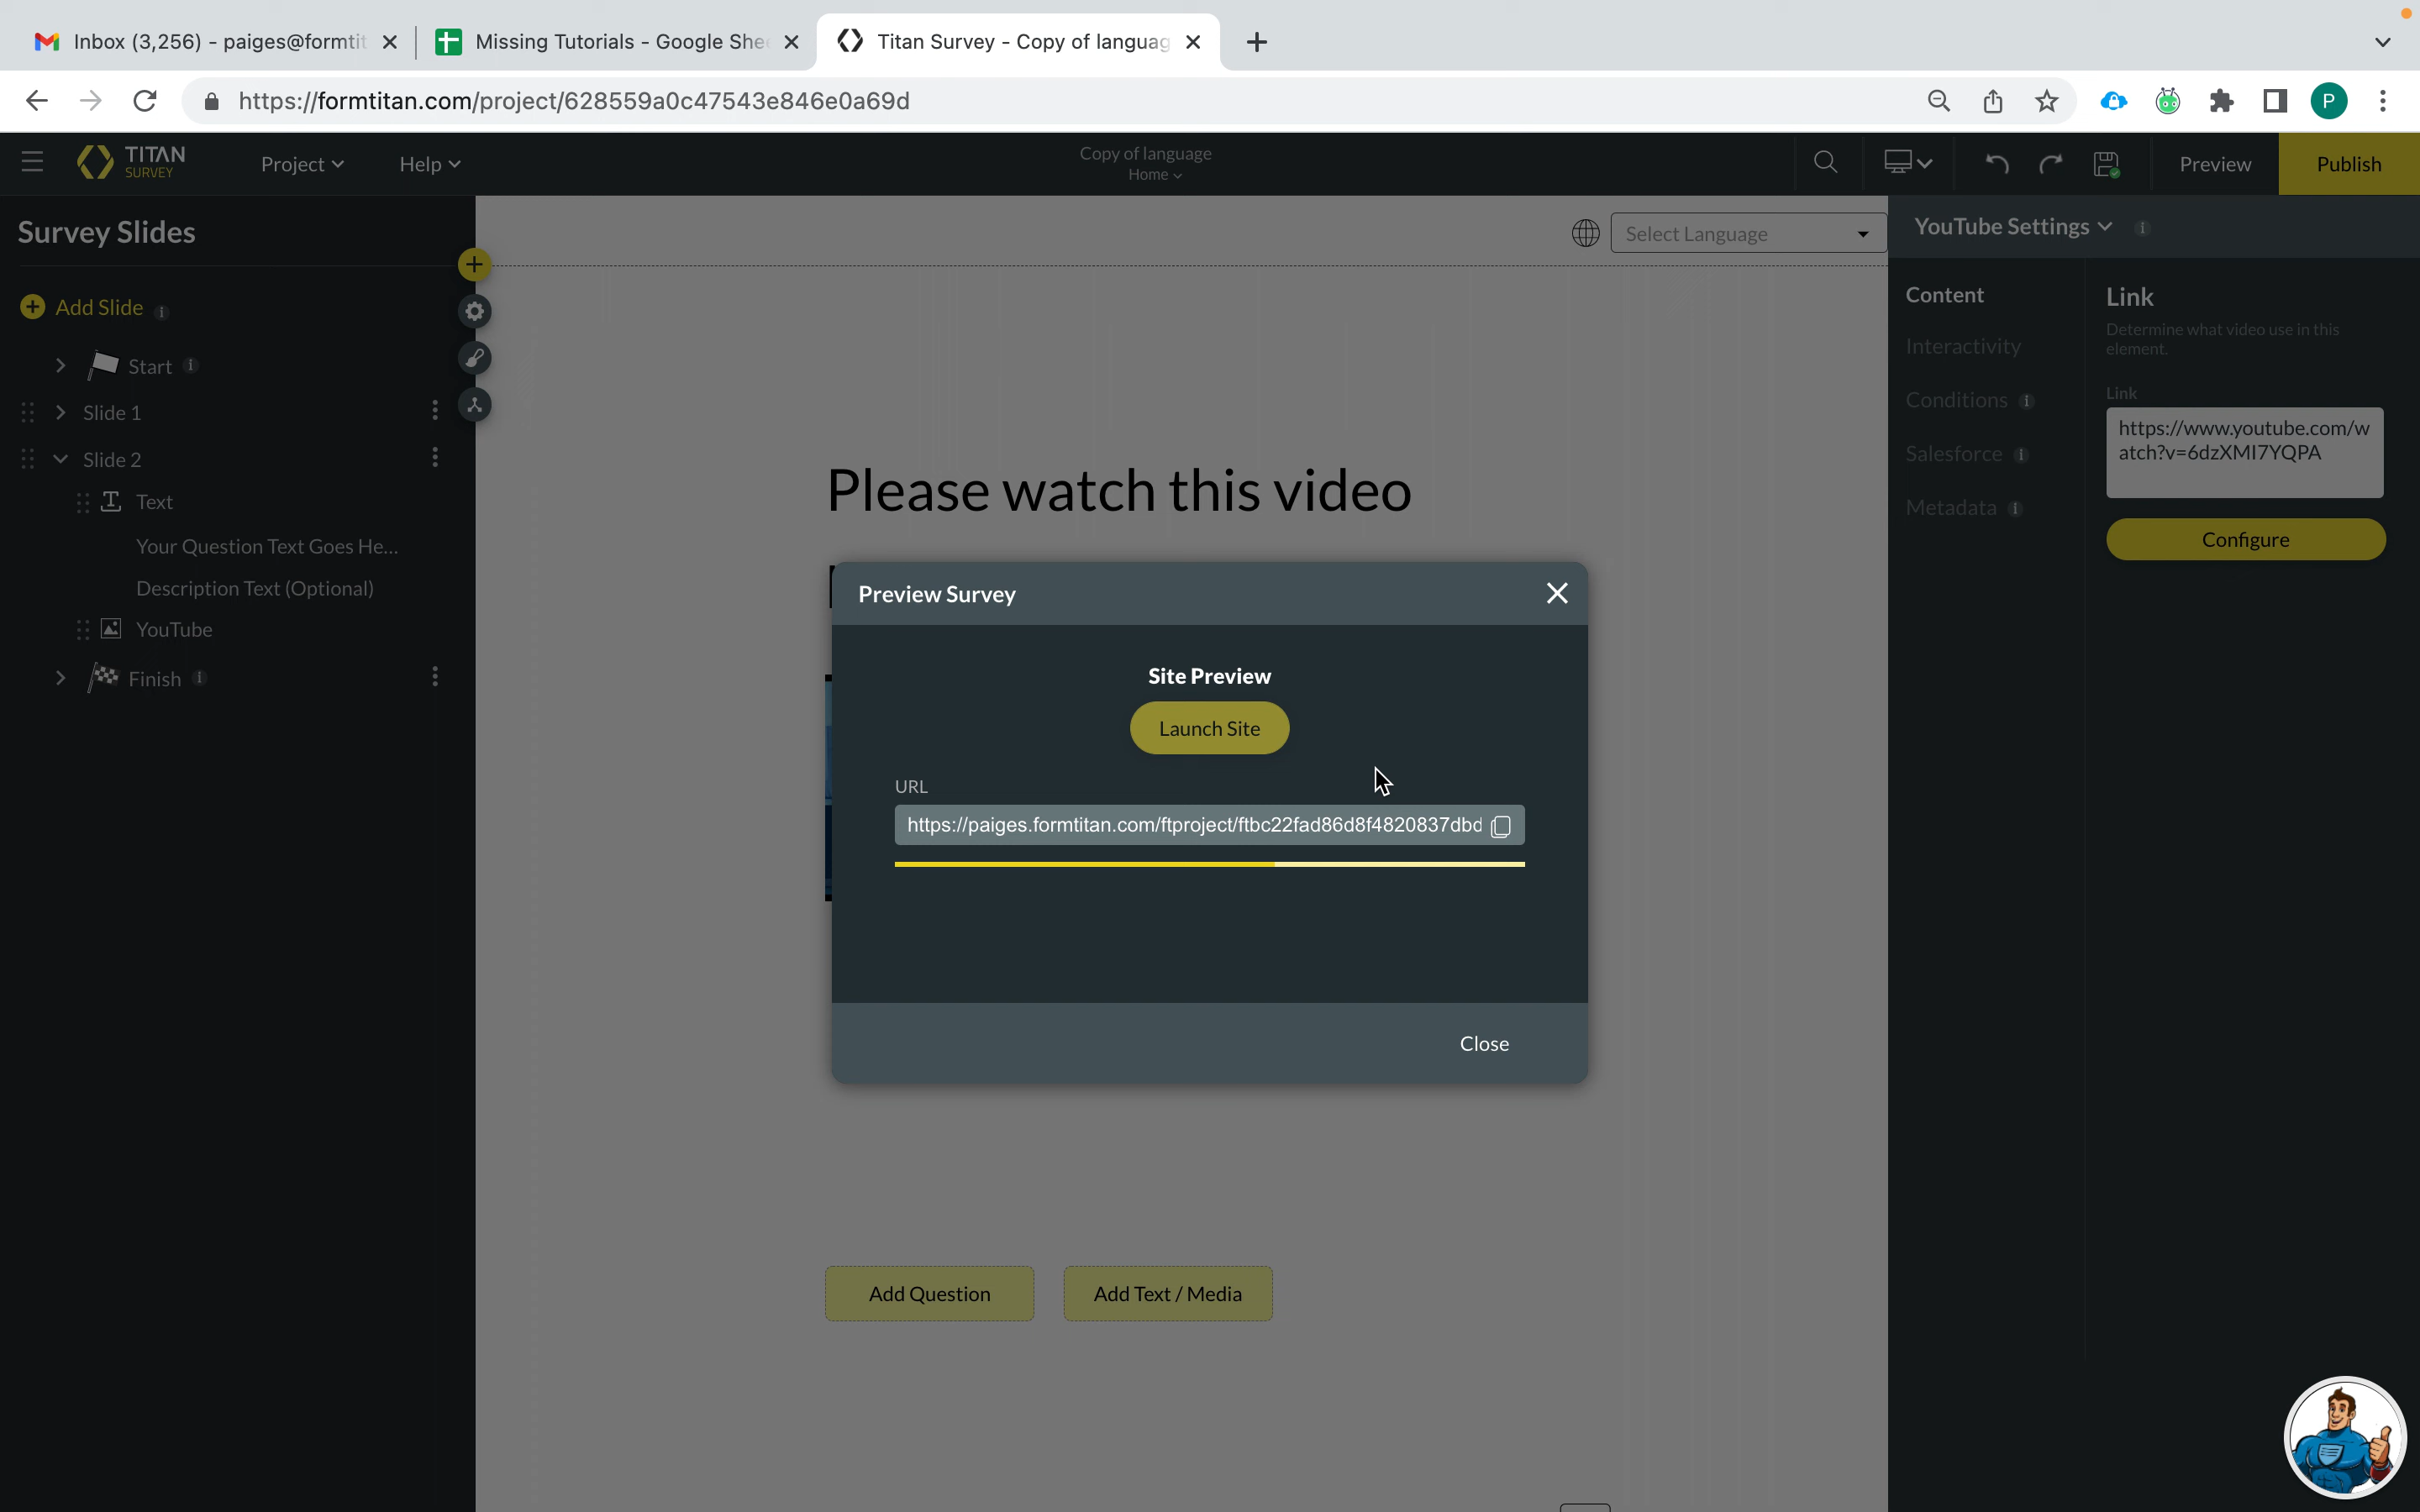 Inbox (3,256) - paiges@formtit
Missing Tutorials - Google She
Titan Survey - Copy of languag
https://formtitan.com/project/628559a0c47543e846e0a69d
P
TITAN
SURVEY
Project
Help
Copy of language
Home
Preview
Publish
Survey Slides
Select Language
YouTube Settings
Add Slide
Start
Slide 1
Slide 2
Text
Your Question Text Goes He...
Description Text (Optional)
YouTube
Finish
Please watch this video
Content
Interactivity
Conditions
Salesforce
Metadata
Link
Determine what video use in this
element.
Link
https://www.youtube.com/w
atch?v=6dzXMI7YQPA
Configure
Preview Survey
Site Preview
Launch Site
URL
https://paiges.formtitan.com/ftproject/ftbc22fad86d8f4820837dbd
Close
Add Question
Add Text / Media